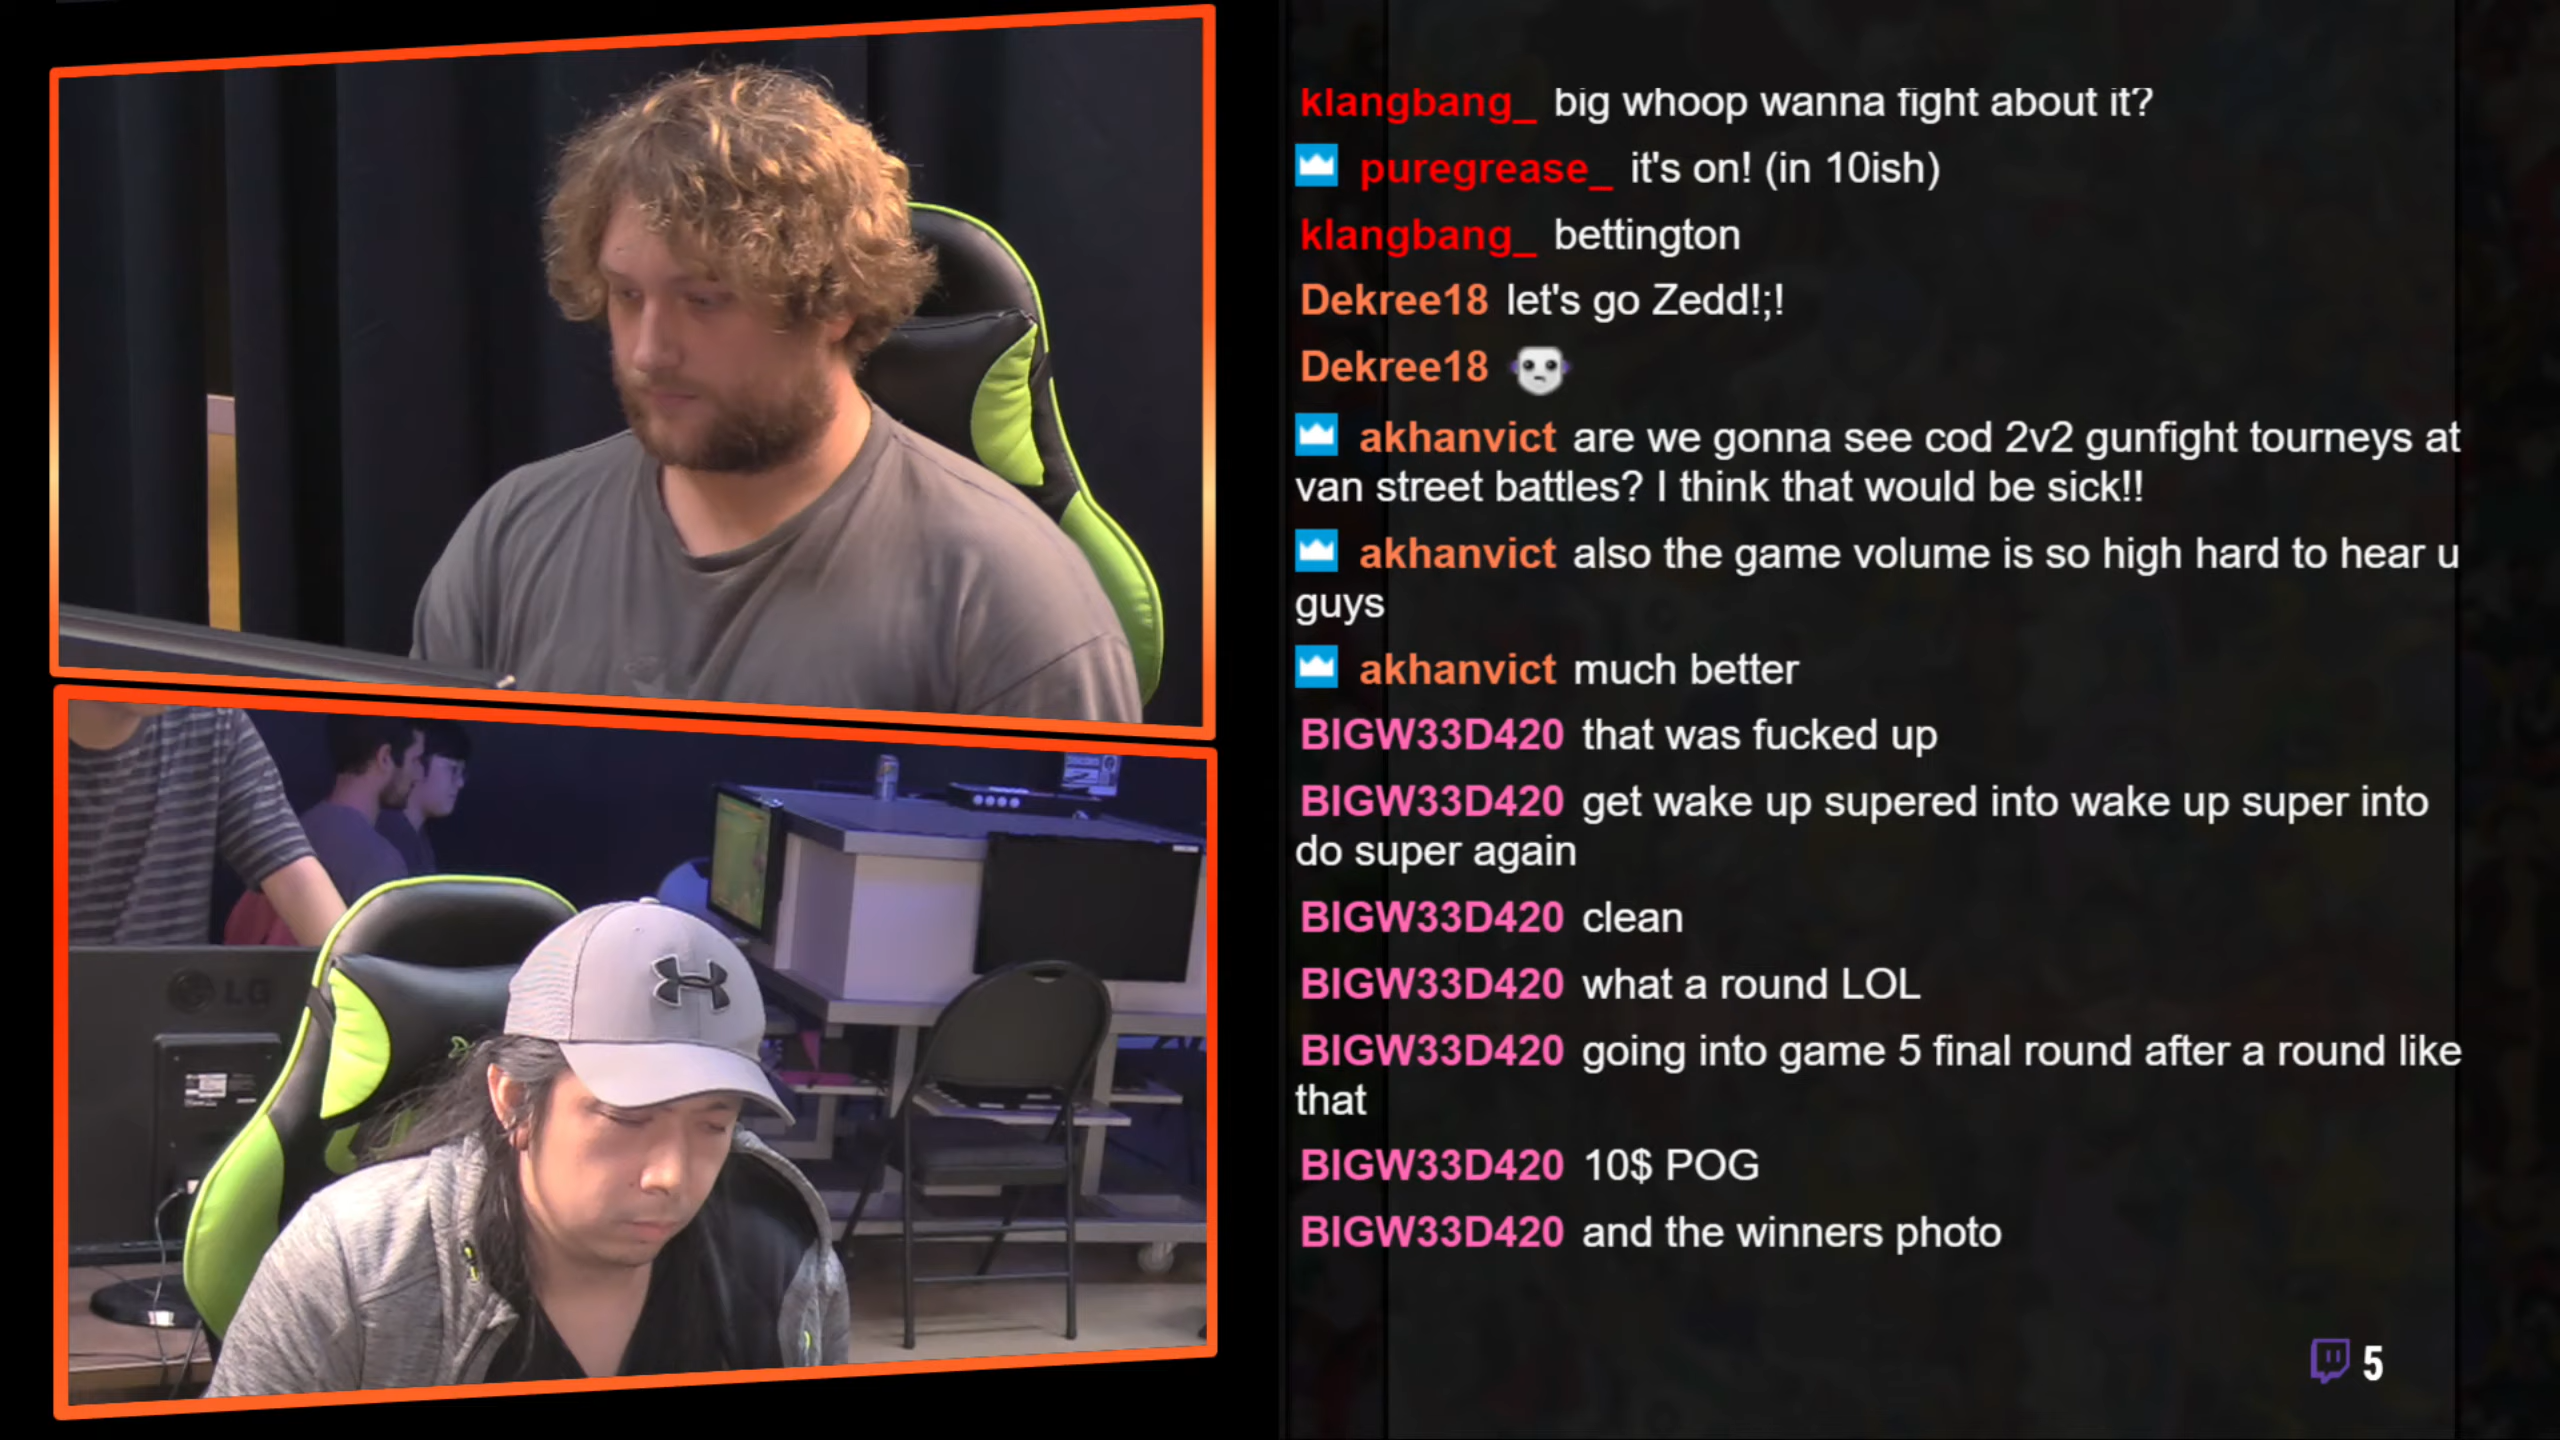 klangbang_ big whoop wanna fight about it?
puregrease_ it's on! (in 10ish)
klangbang_ bettington
Dekree18 let's go Zedd!;!
Dekree18
akhanvict are we gonna see cod 2v2 gunfight tourneys at
van street battles? I think that would be sick!!
akhanvict also the game volume is so high hard to hear u
guys
akhanvict much better
BIGW33D420 that was fucked up
BIGW33D420 get wake up supered into wake up super into
do super again
BIGW33D420 clean
BIGW33D420 what a round LOL
BIGW33D420 going into game 5 final round after a round like
that
BIGW33D420 10$ POG
BIGW33D420 and the winners photo
5
LG